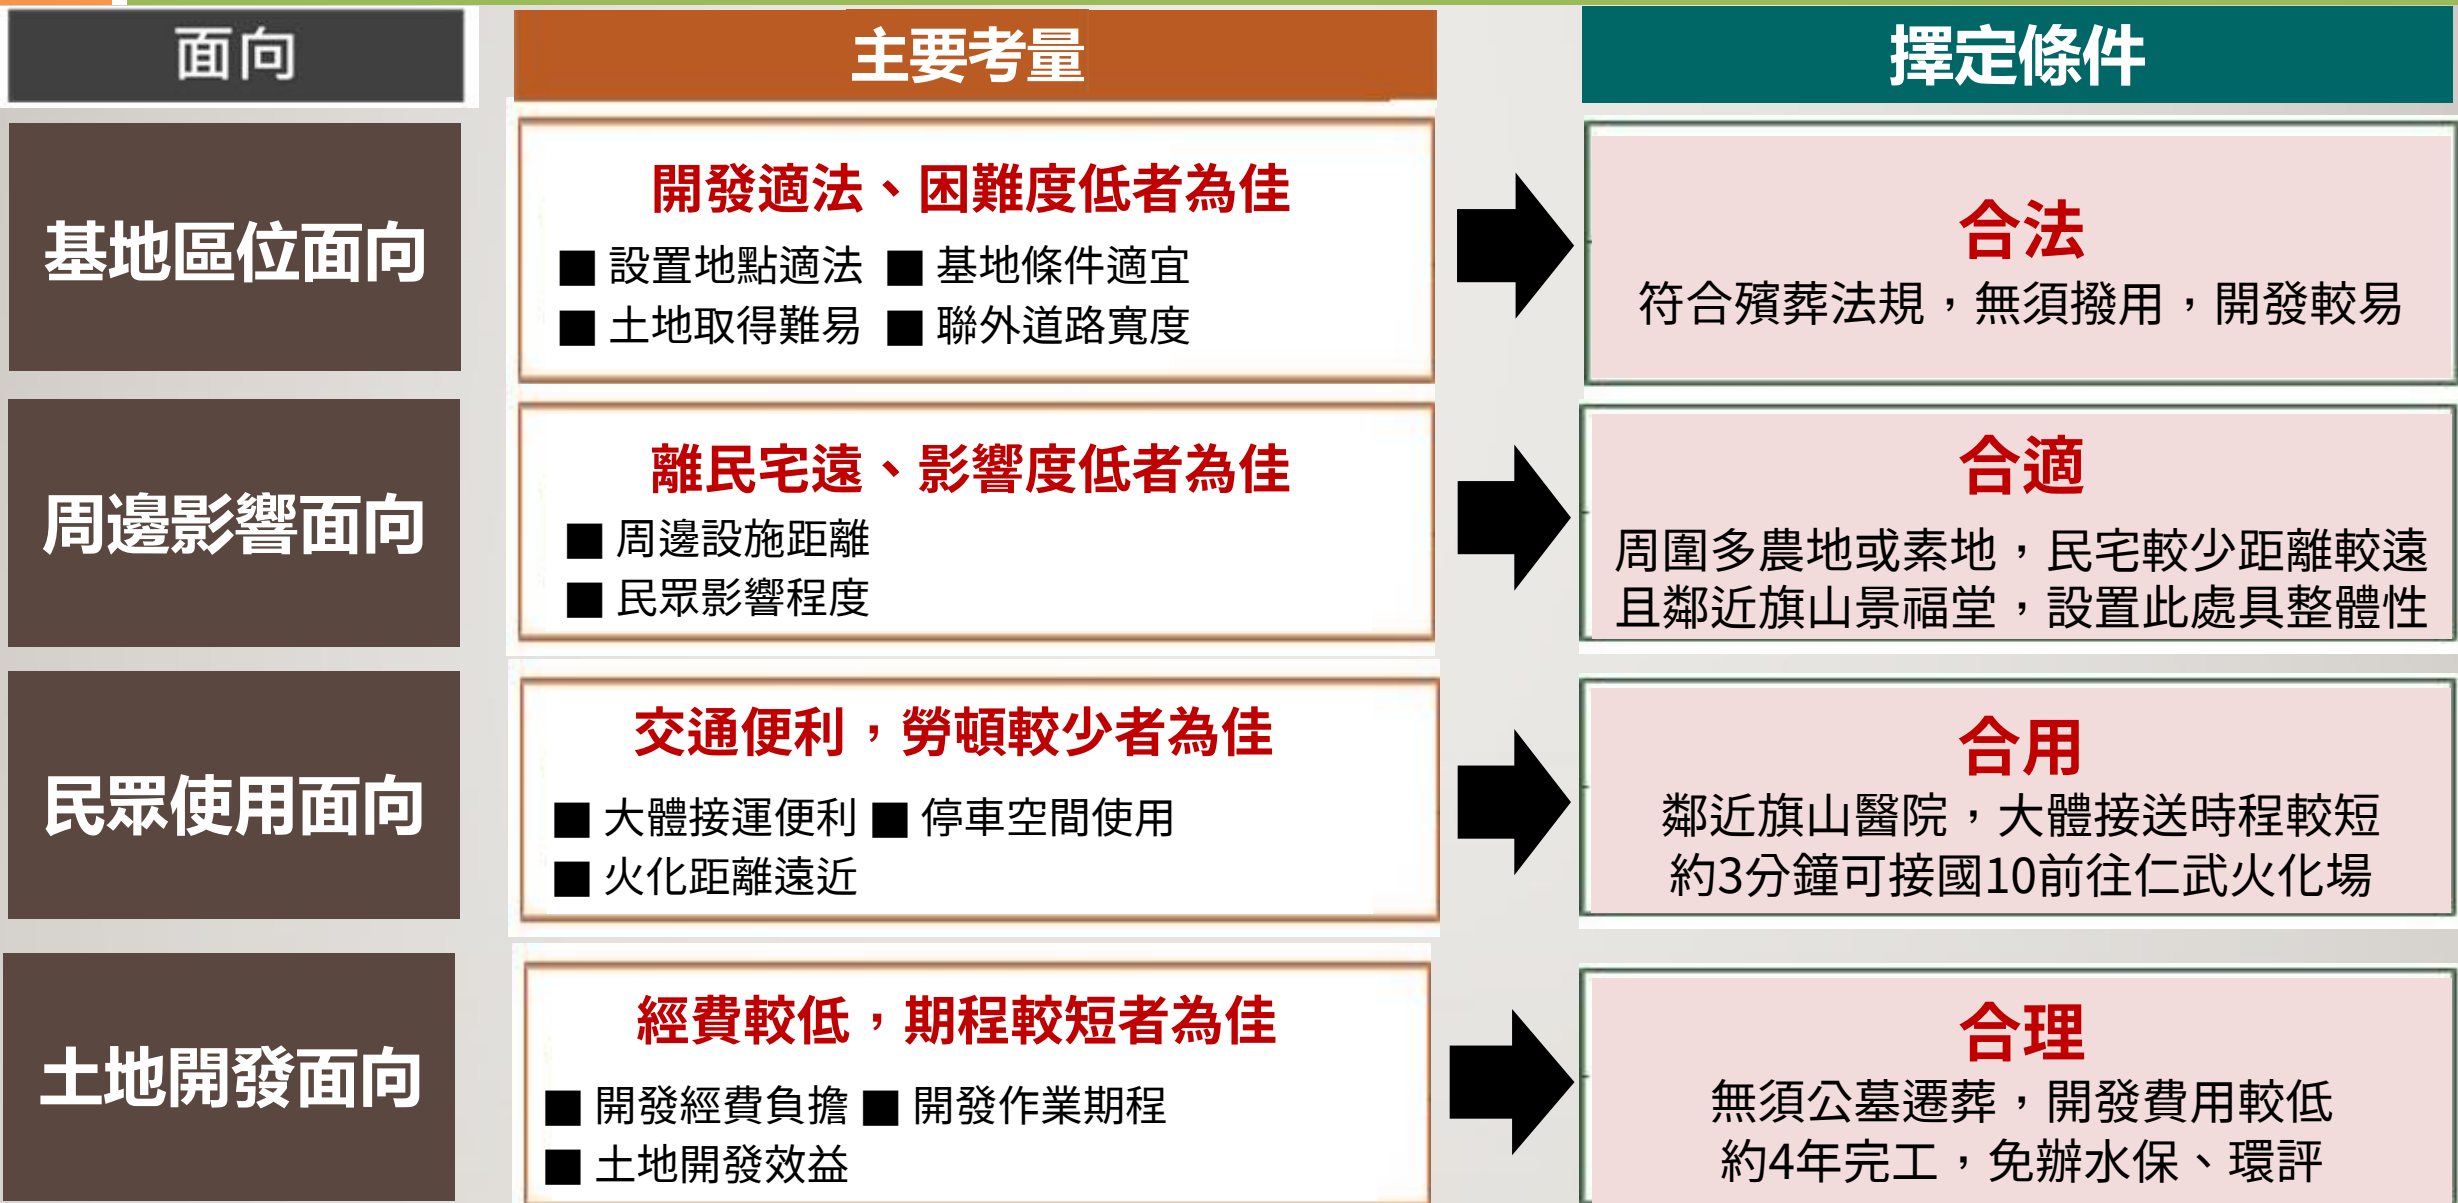 面向
主要考量
擇定條件
基地區位面向
開發適法、困難度低者為佳
■ 設置地點適法 ■ 基地條件適宜
■ 土地取得難易 ■ 聯外道路寬度
合法
符合殯葬法規，無須撥用，開發較易
周邊影響面向
離民宅遠、影響度低者為佳
■ 周邊設施距離
■ 民眾影響程度
合適
周圍多農地或素地，民宅較少距離較遠
且鄰近旗山景福堂，設置此處具整體性
民眾使用面向
交通便利，勞頓較少者為佳
■ 大體接運便利 ■ 停車空間使用
■ 火化距離遠近
合用
鄰近旗山醫院，大體接送時程較短
約3分鐘可接國10前往仁武火化場
土地開發面向
經費較低，期程較短者為佳
■ 開發經費負擔 ■ 開發作業期程
■ 土地開發效益
合理
無須公墓遷葬，開發費用較低
約4年完工，免辦水保、環評